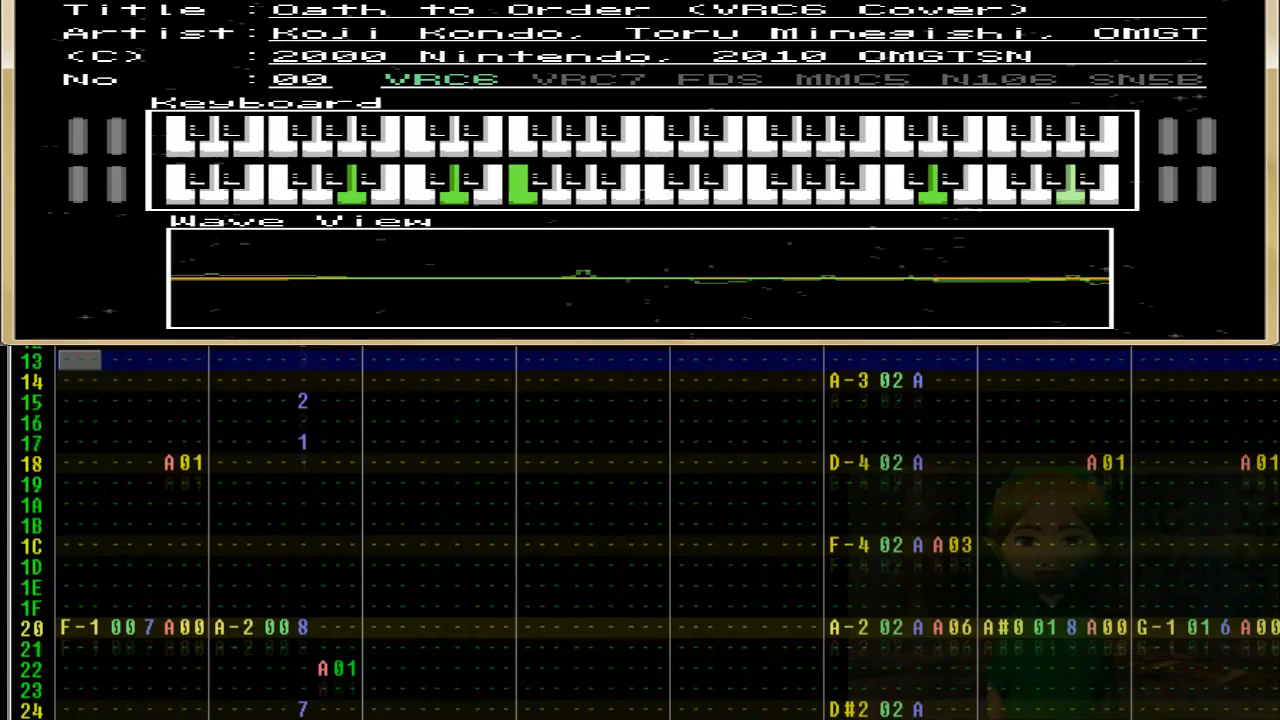 Title : Oath to Order (VRC6 Cover)
Artist: Koji Kondo, Toru Minegishi, OMGT
(C) : 2000 Nintendo, 2010 OMGTSN
No : 00 VRC6 VRC7 FDS MMC5 N106 SN5B
Keyboard
Wave View
13
14 A-3 02 A
15 2
16
17 1
18 A01 D-4 02 A A01 A01
19
1A
1B
1C F-4 02 A A03
1D
1E
1F
20 F-1 00 7 A00 A-2 00 8 A-2 02 A A06 A#0 01 8 A00 G-1 01 6 A00
21
22 A01
23
24 7 D#2 02 A